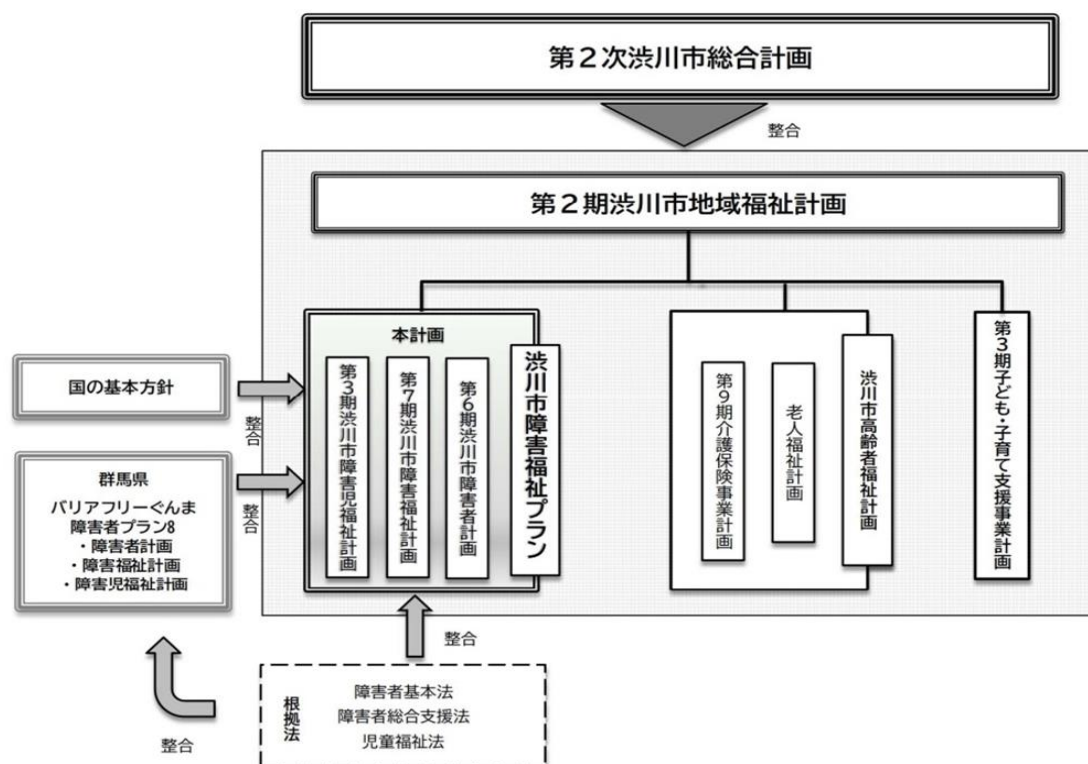 第2次渋川市総合計画
整合
第2期渋川市地域福祉計画
本計画
渋川市障害福祉プラン
第6期渋川市障害者計画
第7期渋川市障害福祉計画
第3期渋川市障害児福祉計画
渋川市高齢者福祉計画
老人福祉計画
第9期介護保険事業計画
第3期子ども・子育て支援事業計画
国の基本方針
整合
群馬県
バリアフリーぐんま
障害者プラン8
・障害者計画
・障害福祉計画
・障害児福祉計画
整合
整合
根拠法
障害者基本法
障害者総合支援法
児童福祉法
整合